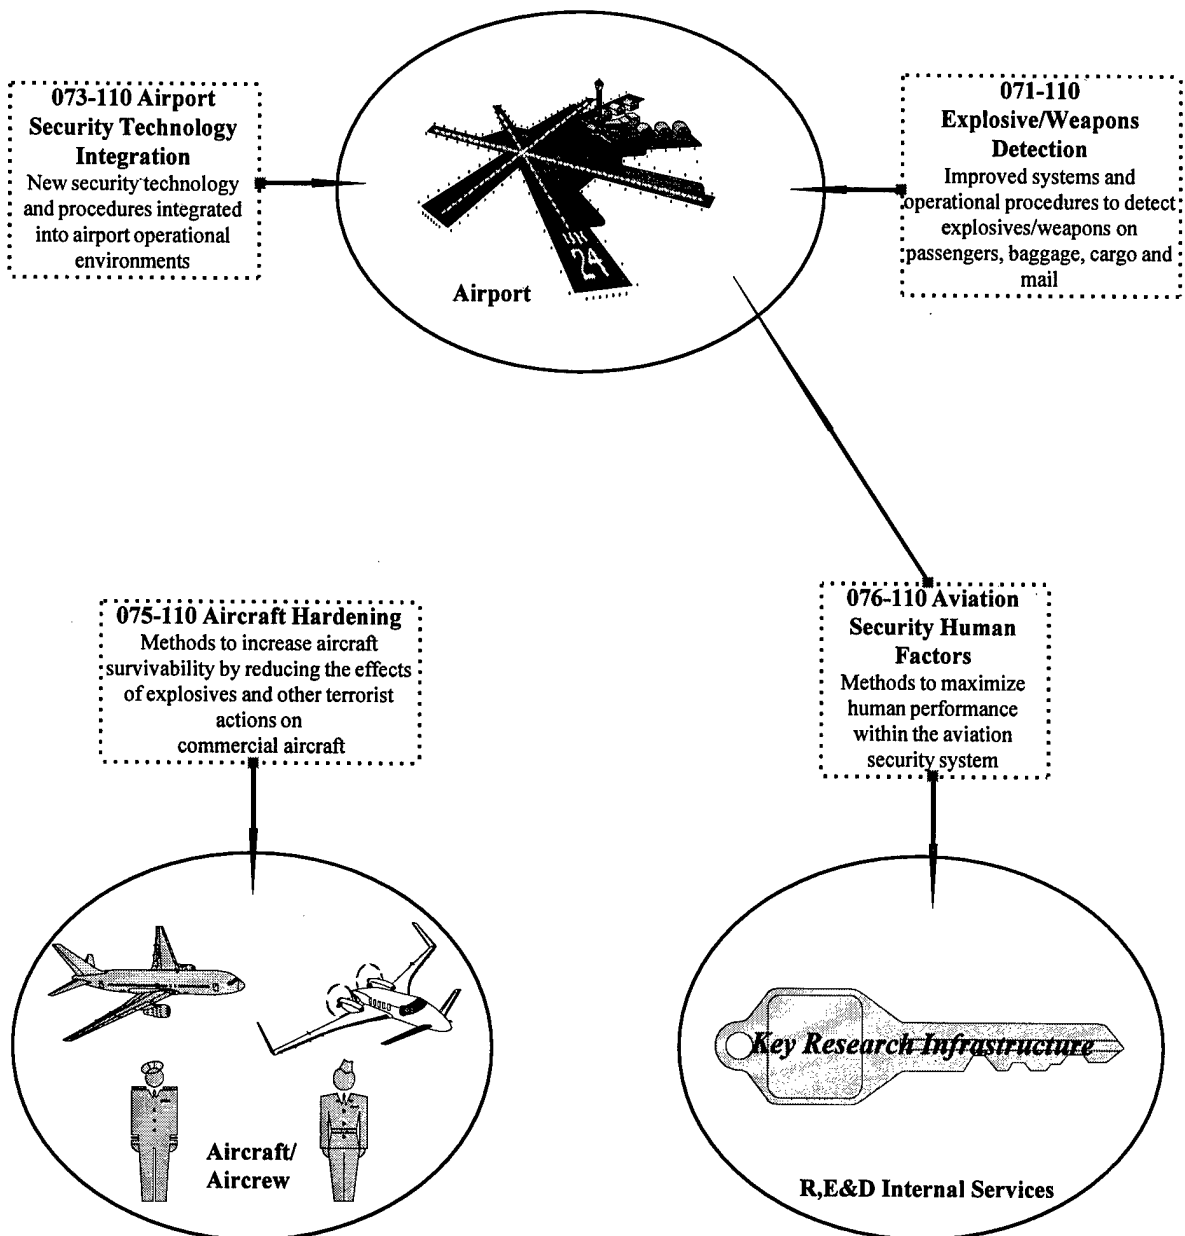 073-110 Airport
Security Technology
Integration
New security technology
and procedures integrated
into airport operational
environments
071-110
Explosive/Weapons
Detection
Improved systems and
operational procedures to detect
explosives/weapons on
passengers, baggage, cargo and
mail
24
Airport
075-110 Aircraft Hardening
Methods to increase aircraft
survivability by reducing the effects
of explosives and other terrorist
actions on
commercial aircraft
076-110 Aviation
Security Human
Factors
Methods to maximize
human performance
within the aviation
security system
Aircraft/
Aircrew
Key Research Infrastructure
R,E&D Internal Services